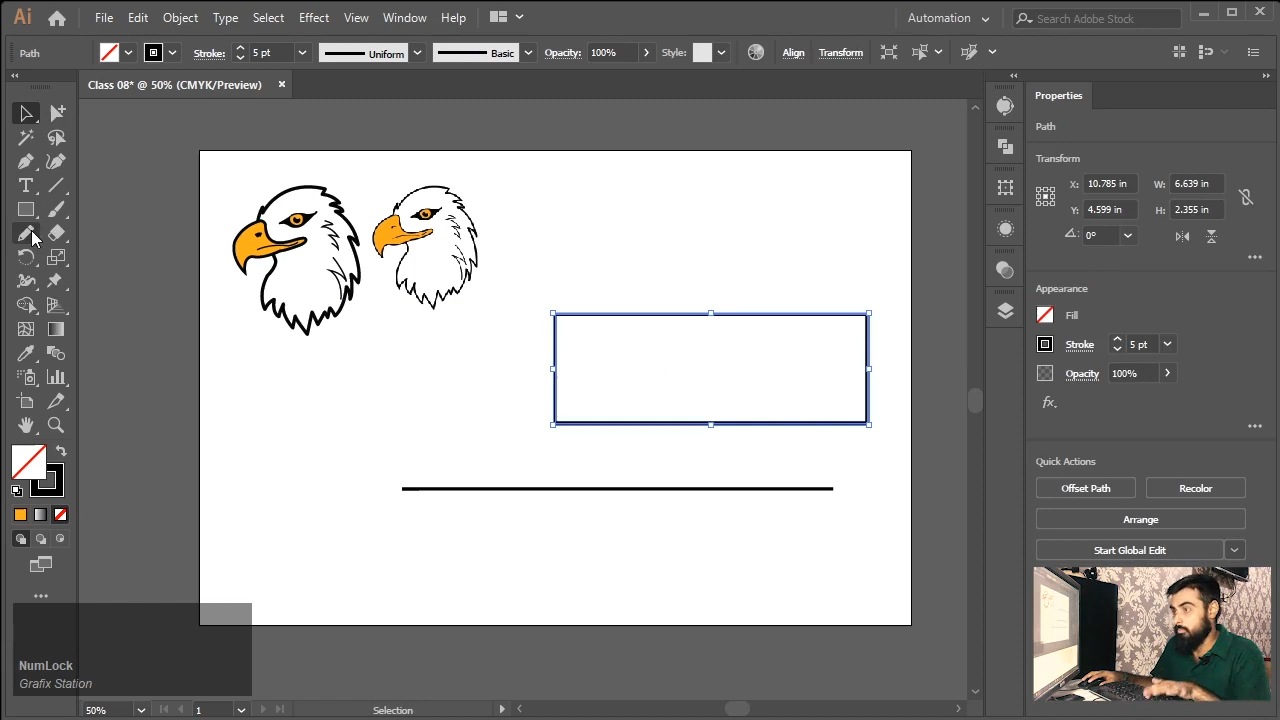 Ai
File Edit Object Type Select Effect View Window Help
Automation
Search Adobe Stock
Path
Stroke: 5 pt
Uniform
Basic
Opacity: 100%
Style:
Align
Transform
Class 08* @ 50% (CMYK/Preview)
Properties
Path
Transform
X: 10.785 in W: 6.639 in
Y: 4.599 in H: 2.355 in
0°
Appearance
Fill
Stroke 5 pt
Opacity 100%
fx
Quick Actions
Offset Path Recolor
Arrange
Start Global Edit
NumLock
Grafix Station
50% 1 Selection